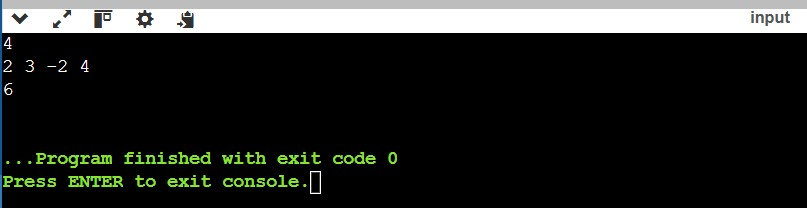 input
4
2 3 -2 4
6
...Program finished with exit code 0
Press ENTER to exit console.